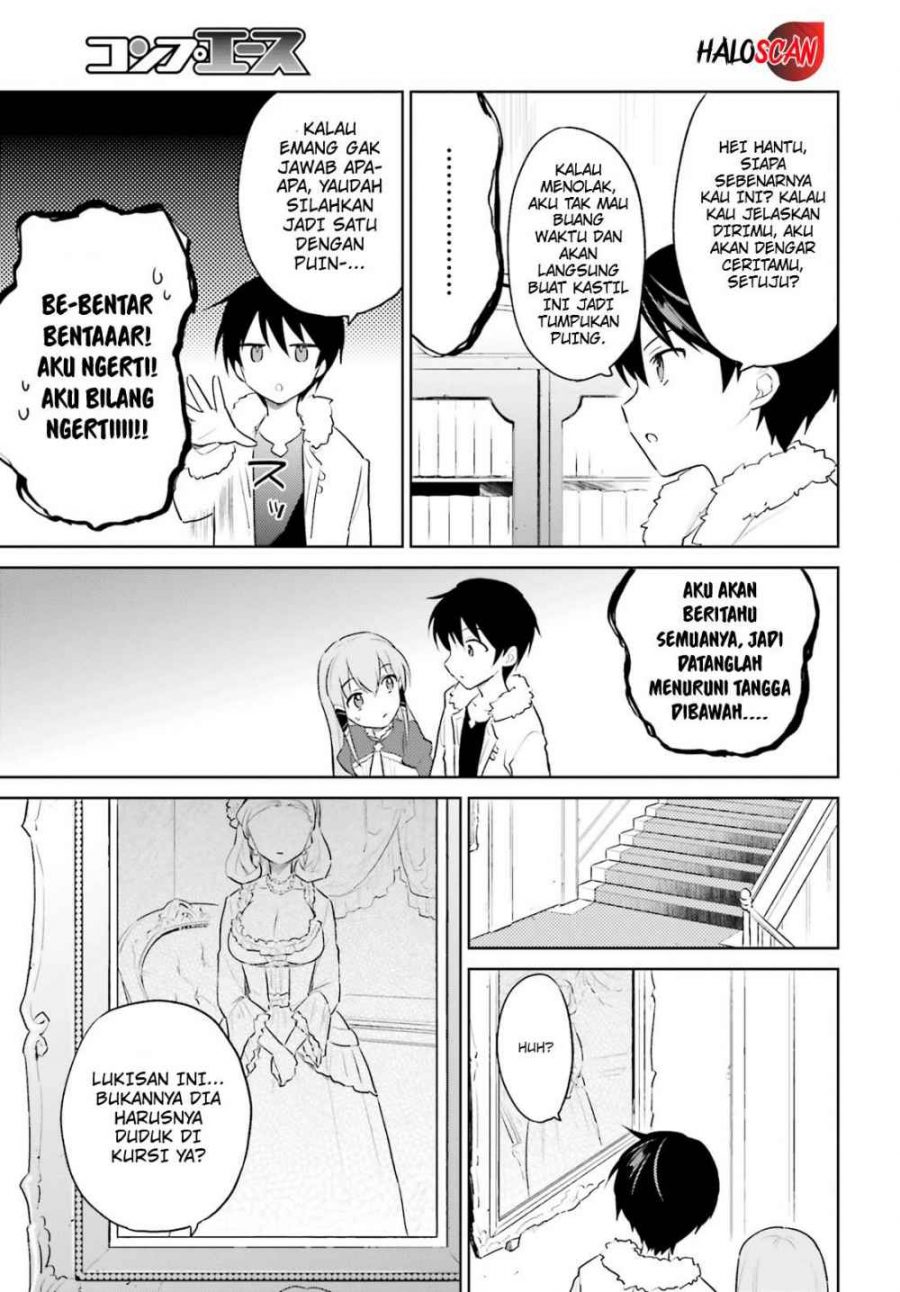 コンプ・エース
HALOSCAN
HEI HANTU,
SIAPA
SEBENARNYA
KAU INI? KALAU
KAU JELASKAN
DIRIMU, AKU
AKAN DENGAR
CERITAMU,
SETUJU?
KALAU
MENOLAK,
AKU TAK MAU
BUANG
WAKTU DAN
AKAN
LANGSUNG
BUAT KASTIL
INI JADI
TUMPUKAN
PUING.
............
KALAU
EMANG GAK
JAWAB APA-
APA, YAUDAH
SILAHKAN
JADI SATU
DENGAN
PUIN-...
スッ
BE-BENTAR
BENTAAAR!
AKU NGERTI!
AKU BILANG
NGERTIIIII!!
AKU AKAN
BERITAHU
SEMUANYA, JADI
DATANGLAH
MENURUNI TANGGA
DIBAWAH....
HUH?
LUKISAN INI...
BUKANNYA DIA
HARUSNYA
DUDUK DI
KURSI YA?